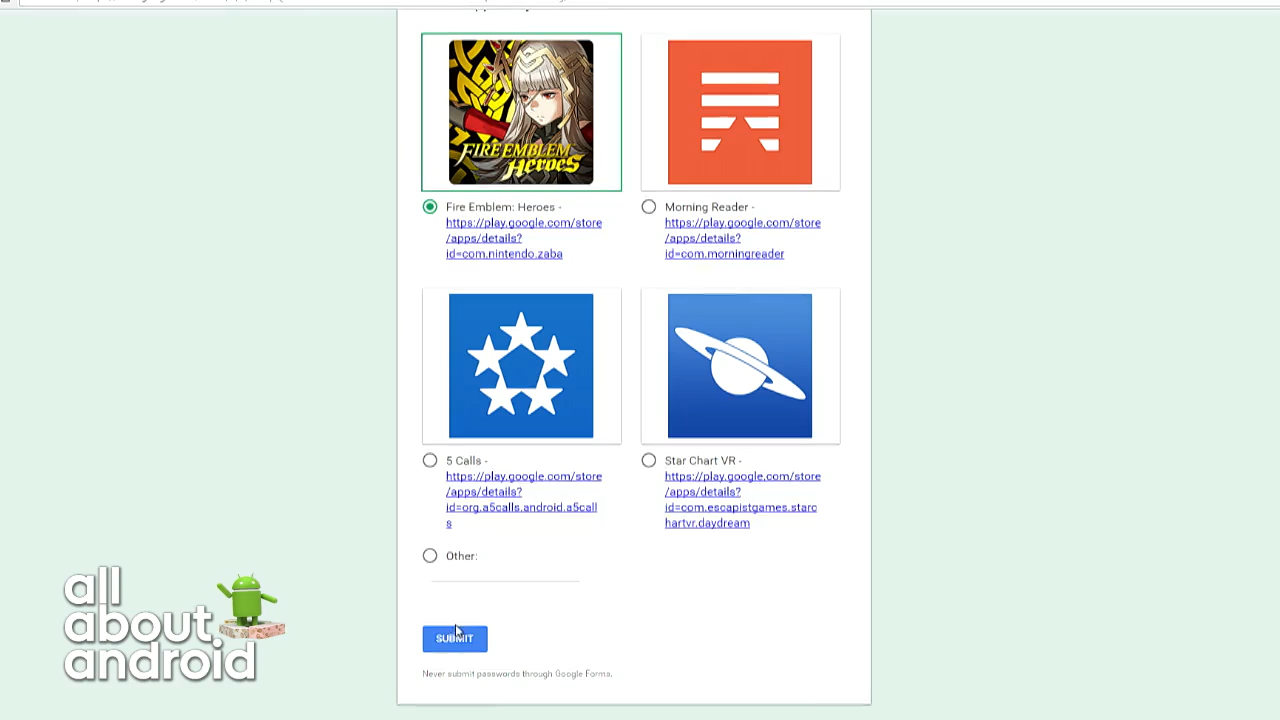 FIRE EMBLEM
Heroes
Fire Emblem: Heroes -
https://play.google.com/store
/apps/details?
id=com.nintendo.zaba
Morning Reader -
https://play.google.com/store
/apps/details?
id=com.morningreader
5 Calls -
https://play.google.com/store
/apps/details?
id=org.a5calls.android.a5call
s
Star Chart VR -
https://play.google.com/store
/apps/details?
id=com.escapistgames.starc
hartvr.daydream
Other:
SUBMIT
Never submit passwords through Google Forms.
all
about
android